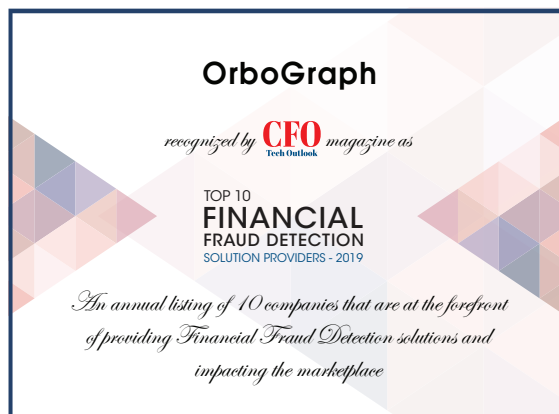 OrboGraph
recognized by CFO Tech Outlook magazine as
TOP 10
FINANCIAL
FRAUD DETECTION
SOLUTION PROVIDERS - 2019
An annual listing of 10 companies that are at the forefront
of providing Financial Fraud Detection solutions and
impacting the marketplace